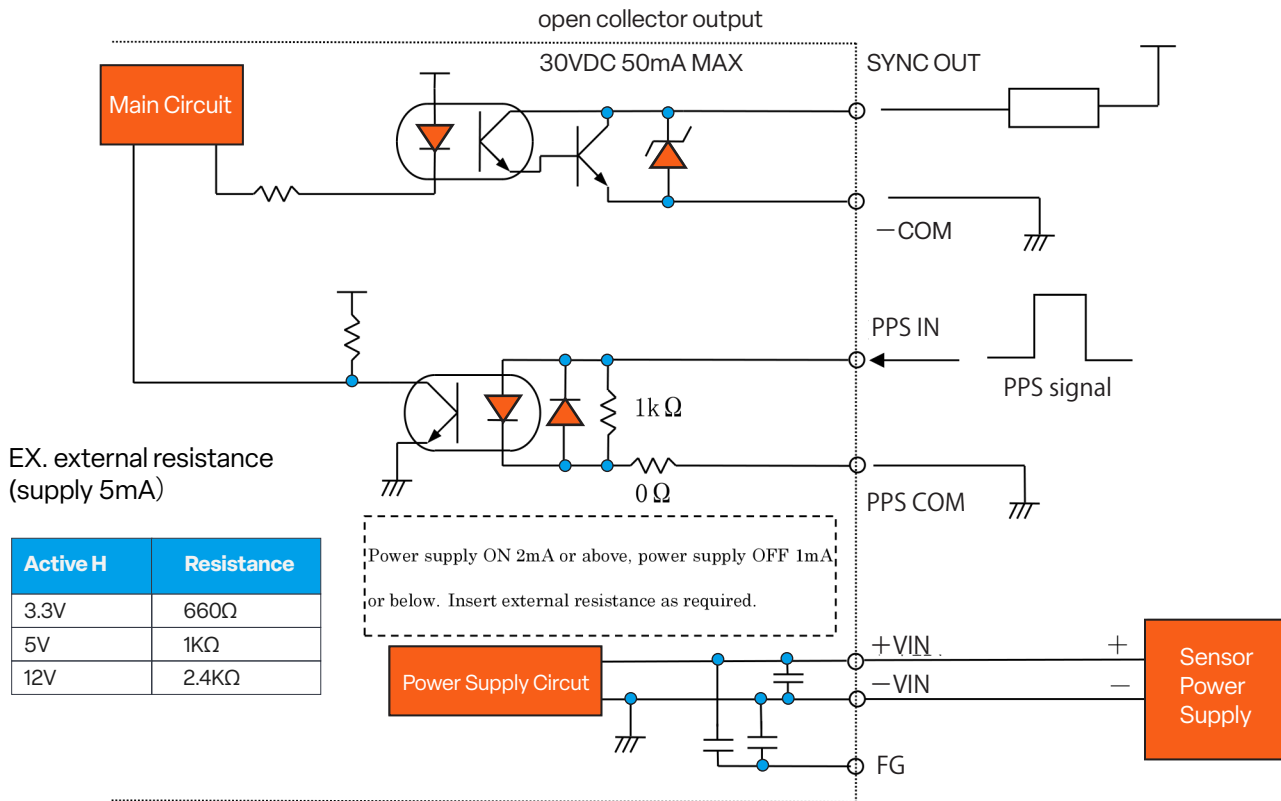 open collector output
30VDC 50mA MAX
SYNC OUT
Main Circuit
－COM
PPS IN
PPS signal
1kΩ
0Ω
PPS COM
EX. external resistance
(supply 5mA）
Active H Resistance
3.3V 660Ω
5V 1KΩ
12V 2.4KΩ
Power supply ON 2mA or above, power supply OFF 1mA
or below. Insert external resistance as required.
Power Supply Circut
+VIN
－VIN
FG
+
－
Sensor
Power
Supply